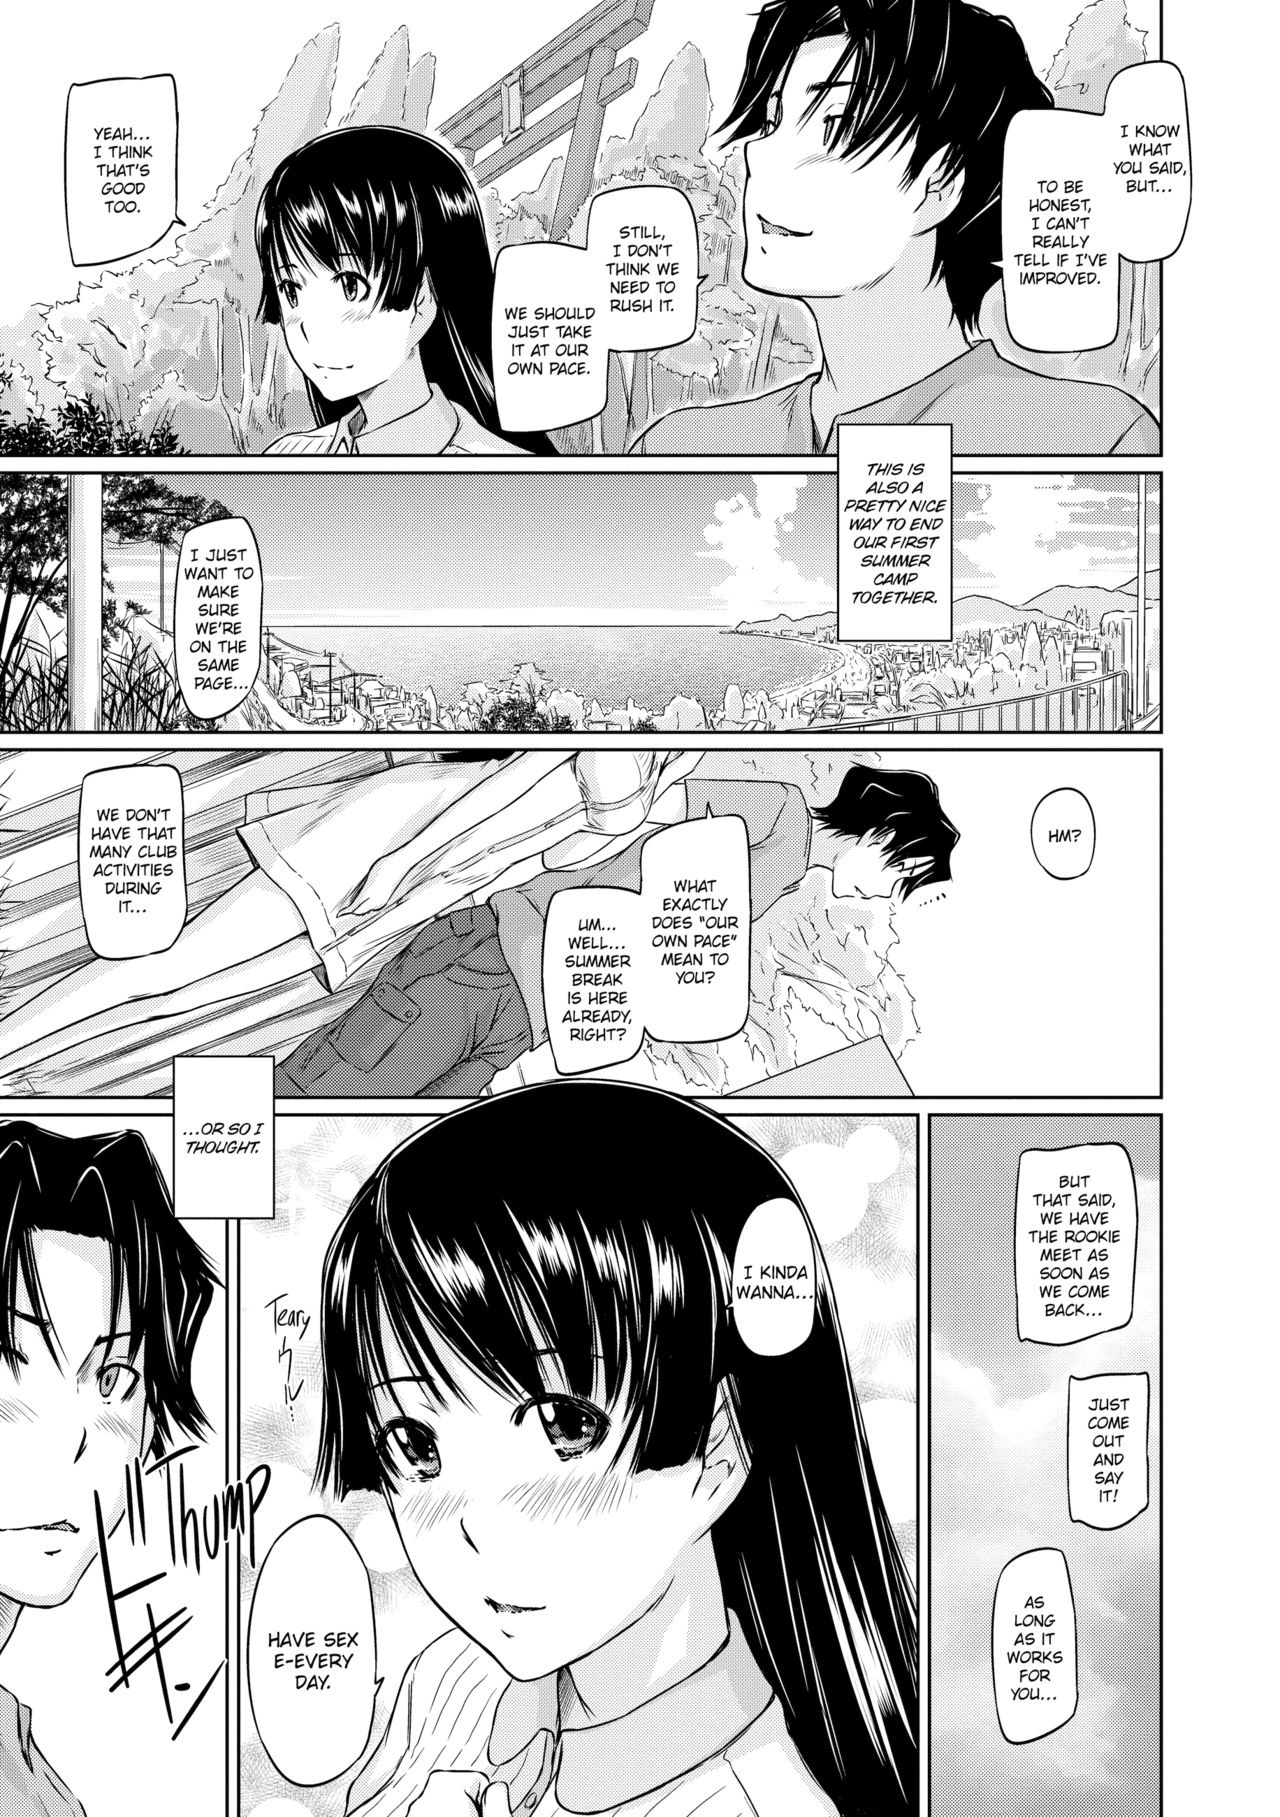 I KNOW
WHAT
YOU SAID,
BUT...
TO BE
HONEST,
I CAN'T
REALLY
TELL IF I'VE
IMPROVED.
STILL,
I DON'T
THINK WE
NEED TO
RUSH IT.
WE SHOULD
JUST TAKE
IT AT OUR
OWN PACE.
YEAH...
I THINK
THAT'S
GOOD
TOO.
THIS IS
ALSO A
PRETTY NICE
WAY TO END
OUR FIRST
SUMMER
CAMP
TOGETHER.
I JUST
WANT TO
MAKE
SURE
WE'RE
ON THE
SAME
PAGE...
HM?
WHAT
EXACTLY
DOES "OUR
OWN PACE"
MEAN TO
YOU?
UM...
WELL...
SUMMER
BREAK
IS HERE
ALREADY,
RIGHT?
WE DON'T
HAVE THAT
MANY CLUB
ACTIVITIES
DURING
IT...
BUT
THAT SAID,
WE HAVE
THE ROOKIE
MEET AS
SOON AS
WE COME
BACK...
JUST
COME
OUT AND
SAY
IT!
AS
LONG
AS IT
WORKS
FOR
YOU...
I KINDA
WANNA...
Teary
HAVE SEX
E-EVERY
DAY.
...OR SO I
THOUGHT.
Thump
ドキ